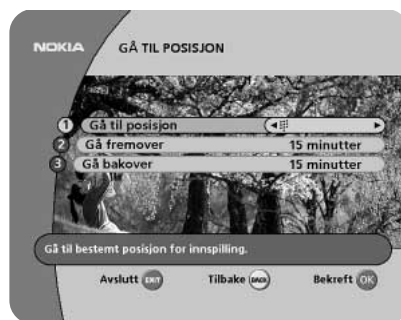 NOKIA
GÅ TIL POSISJON
1 Gå til posisjon
2 Gå fremover 15 minutter
3 Gå bakover 15 minutter
Gå til bestemt posisjon for innspilling.
Avslutt EXIT Tilbake BACK Bekreft OK